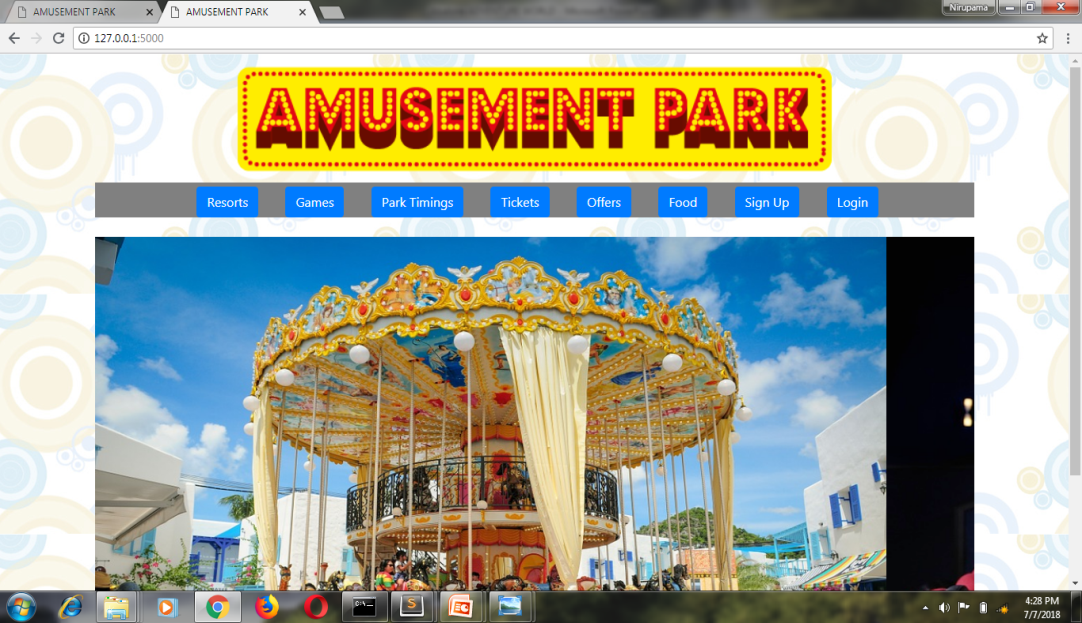 AMUSEMENT PARK
AMUSEMENT PARK
Nirupama
127.0.0.1:5000
AMUSEMENT PARK
Resorts Games Park Timings Tickets Offers Food Sign Up Login
4:28 PM
7/7/2018